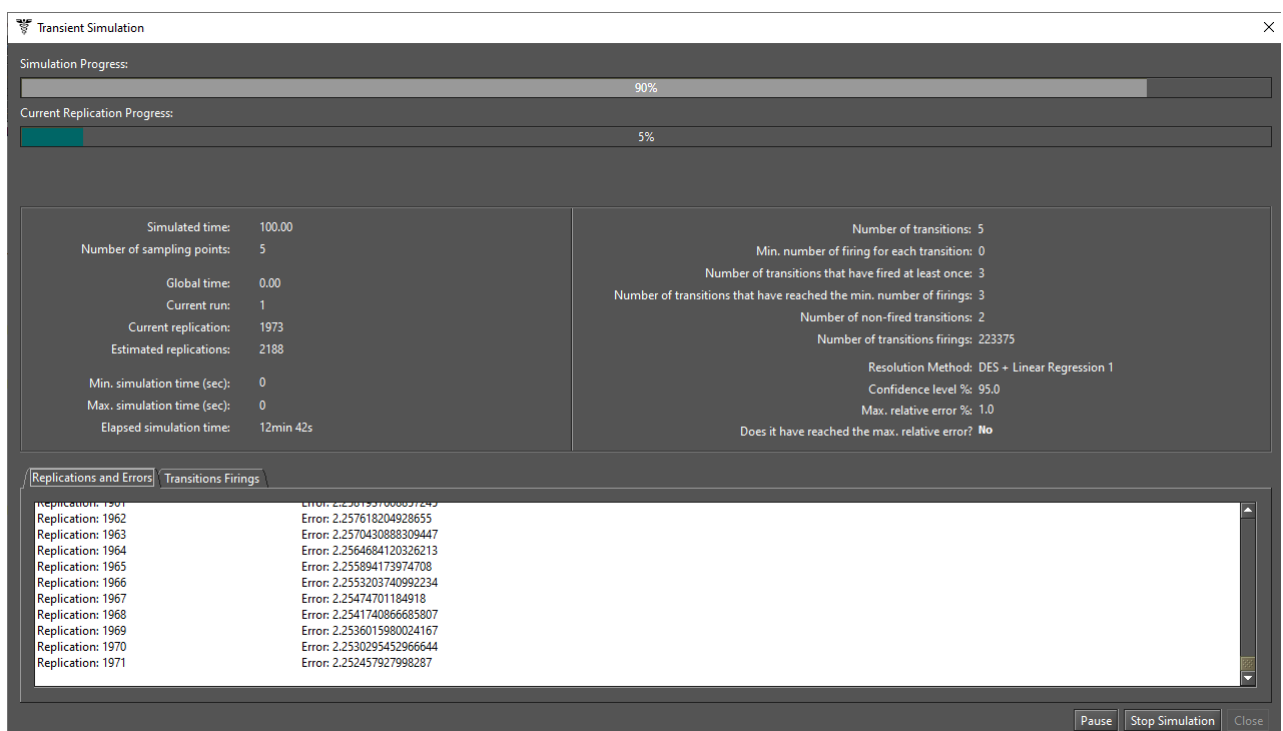 Transient Simulation
Simulation Progress:
90%
Current Replication Progress:
5%
Simulated time: 100.00
Number of sampling points: 5
Global time: 0.00
Current run: 1
Current replication: 1973
Estimated replications: 2188
Min. simulation time (sec): 0
Max. simulation time (sec): 0
Elapsed simulation time: 12min 42s
Number of transitions: 5
Min. number of firing for each transition: 0
Number of transitions that have fired at least once: 3
Number of transitions that have reached the min. number of firings: 3
Number of non-fired transitions: 2
Number of transitions firings: 223375
Resolution Method: DES + Linear Regression 1
Confidence level %: 95.0
Max. relative error %: 1.0
Does it have reached the max. relative error? No
Replications and Errors Transitions Firings
Replication: 1961 Error:
Replication: 1962 Error: 2.257618204928655
Replication: 1963 Error: 2.2570430888309447
Replication: 1964 Error: 2.2564684120326213
Replication: 1965 Error: 2.255894173974708
Replication: 1966 Error: 2.2553203740992234
Replication: 1967 Error: 2.25474701184918
Replication: 1968 Error: 2.2541740866685807
Replication: 1969 Error: 2.2536015980024167
Replication: 1970 Error: 2.2530295452966644
Replication: 1971 Error: 2.252457927998287
Pause Stop Simulation Close